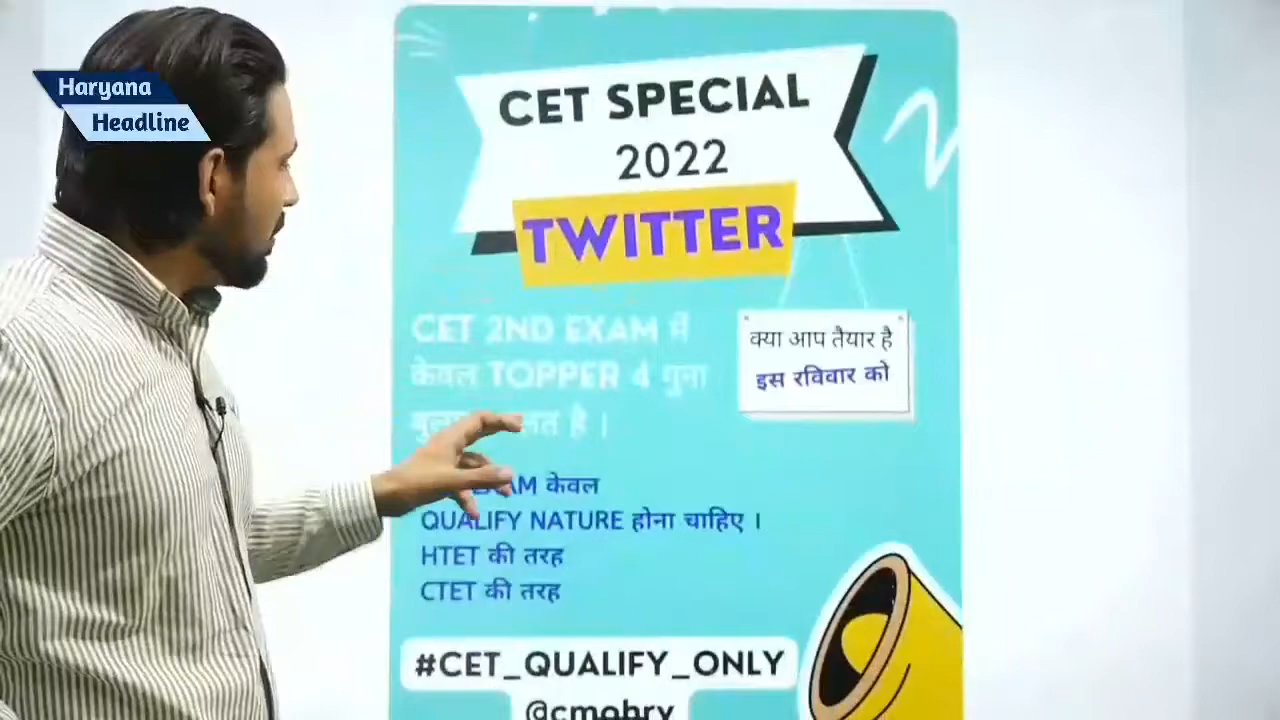 Haryana
Headline
CET SPECIAL
2022
TWITTER
CET 2ND EXAM में
केवल TOPPER 4 गुना
है ।
क्या आप तैयार है
इस रविवार को
केवल
QUALIFY NATURE होना चाहिए ।
HTET की तरह
CTET की तरह
#CET_QUALIFY_ONLY
@cmohry